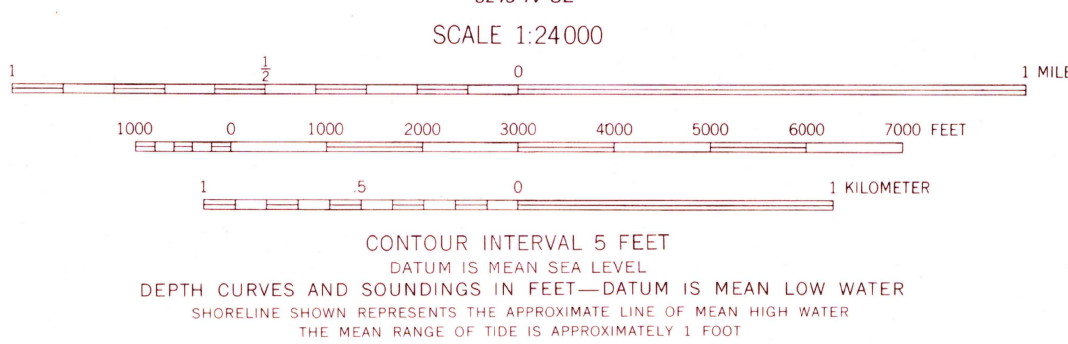 SCALE 1:24000
1 1/2 0 1 MILE
1000 0 1000 2000 3000 4000 5000 6000 7000 FEET
1 .5 0 1 KILOMETER
CONTOUR INTERVAL 5 FEET
DATUM IS MEAN SEA LEVEL
DEPTH CURVES AND SOUNDINGS IN FEET—DATUM IS MEAN LOW WATER
SHORELINE SHOWN REPRESENTS THE APPROXIMATE LINE OF MEAN HIGH WATER
THE MEAN RANGE OF TIDE IS APPROXIMATELY 1 FOOT